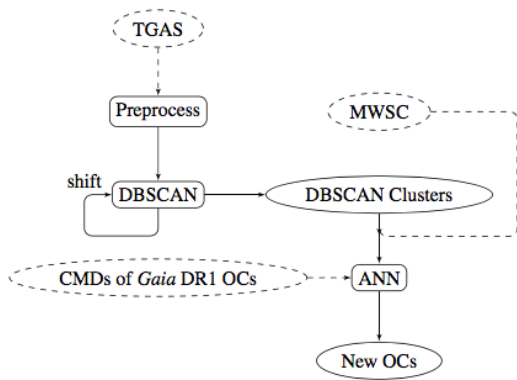 TGAS
Preprocess
MWSC
shift
DBSCAN
DBSCAN Clusters
CMDs of Gaia DR1 OCs
ANN
New OCs